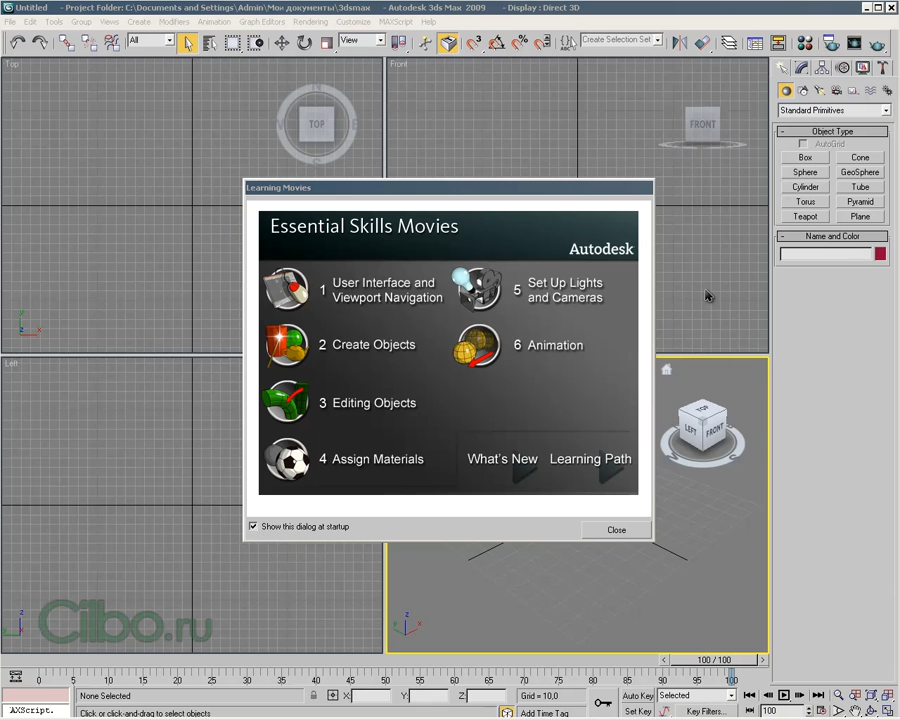 Untitled - Project Folder: C:\Documents and Settings\Admin\Мои документы\3dsmax - Autodesk 3ds Max 2009 - Display : Direct 3D
File Edit Tools Group Views Create Modifiers Animation Graph Editors Rendering Customize MAXScript Help
All
View
3
Create Selection Set
Top
N
TOP
E
S
Front
FRONT
Standard Primitives
Object Type
AutoGrid
Box Cone
Sphere GeoSphere
Cylinder Tube
Torus Pyramid
Teapot Plane
Name and Color
Learning Movies
Essential Skills Movies
Autodesk
1 User Interface and
Viewport Navigation
5 Set Up Lights
and Cameras
2 Create Objects
6 Animation
3 Editing Objects
4 Assign Materials
What's New Learning Path
Show this dialog at startup
Close
z
x
Left
TOP
LEFT FRONT
S
z
y
Cilbo.ru
z
x
100 / 100
0 5 10 15 20 25 30 35 40 45 50 55 60 65 70 75 80 85 90 95 100
None Selected
X: Y: Z:
Grid = 10,0
Auto Key Selected
AXScript.
Click or click-and-drag to select objects
Add Time Tag
Set Key Key Filters...
100